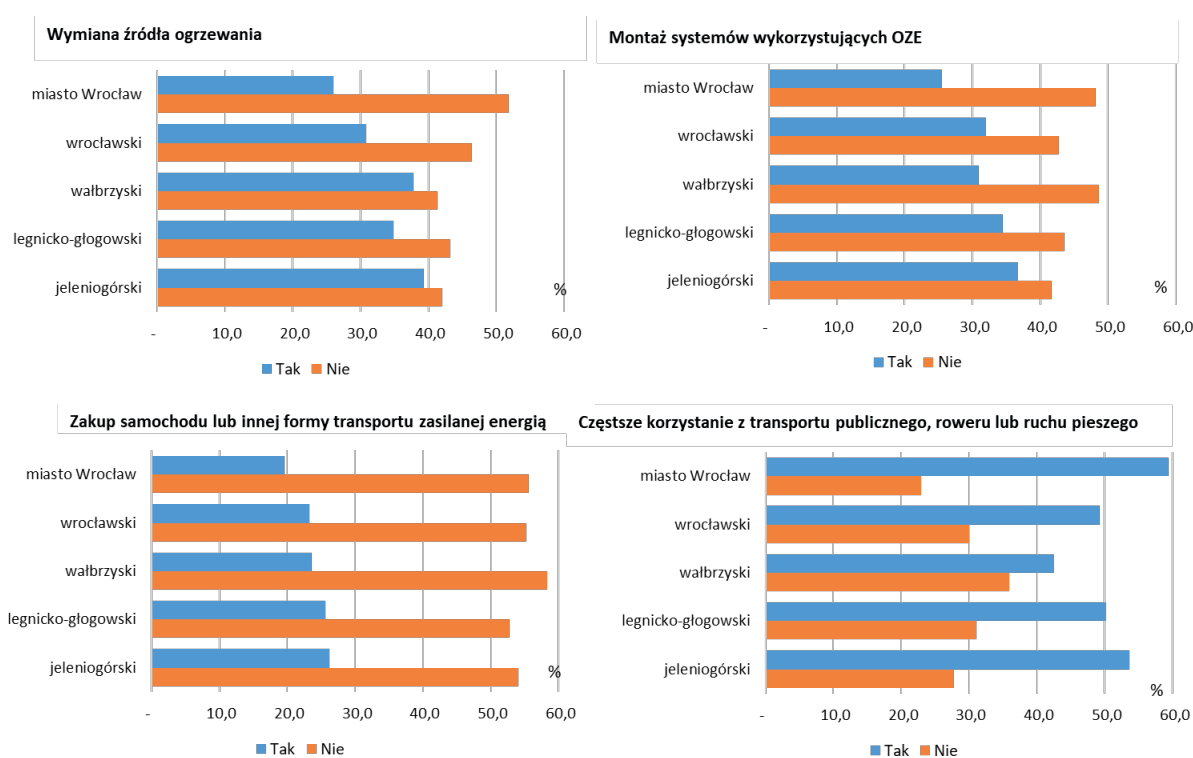 Wymiana źródła ogrzewania
miasto Wrocław
wrocławski
wałbrzyski
legnicko-głogowski
jeleniogórski
%
- 10,0 20,0 30,0 40,0 50,0 60,0
Tak Nie
Montaż systemów wykorzystujących OZE
miasto Wrocław
wrocławski
wałbrzyski
legnicko-głogowski
jeleniogórski
%
- 10,0 20,0 30,0 40,0 50,0 60,0
Tak Nie
Zakup samochodu lub innej formy transportu zasilanej energią
miasto Wrocław
wrocławski
wałbrzyski
legnicko-głogowski
jeleniogórski
%
- 10,0 20,0 30,0 40,0 50,0 60,0
Tak Nie
Częstsze korzystanie z transportu publicznego, roweru lub ruchu pieszego
miasto Wrocław
wrocławski
wałbrzyski
legnicko-głogowski
jeleniogórski
%
- 10,0 20,0 30,0 40,0 50,0 60,0
Tak Nie